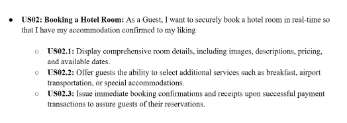 • US02: Booking a Hotel Room: As a Guest, I want to securely book a hotel room in real-time so
that I have my accommodation confirmed to my liking
○ US02.1: Display comprehensive room details, including images, descriptions, pricing,
and available dates.
○ US02.2: Offer guests the ability to select additional services such as breakfast, airport
transportation, or special accommodations.
○ US02.3: Issue immediate booking confirmations and receipts upon successful payment
transactions to assure guests of their reservations.